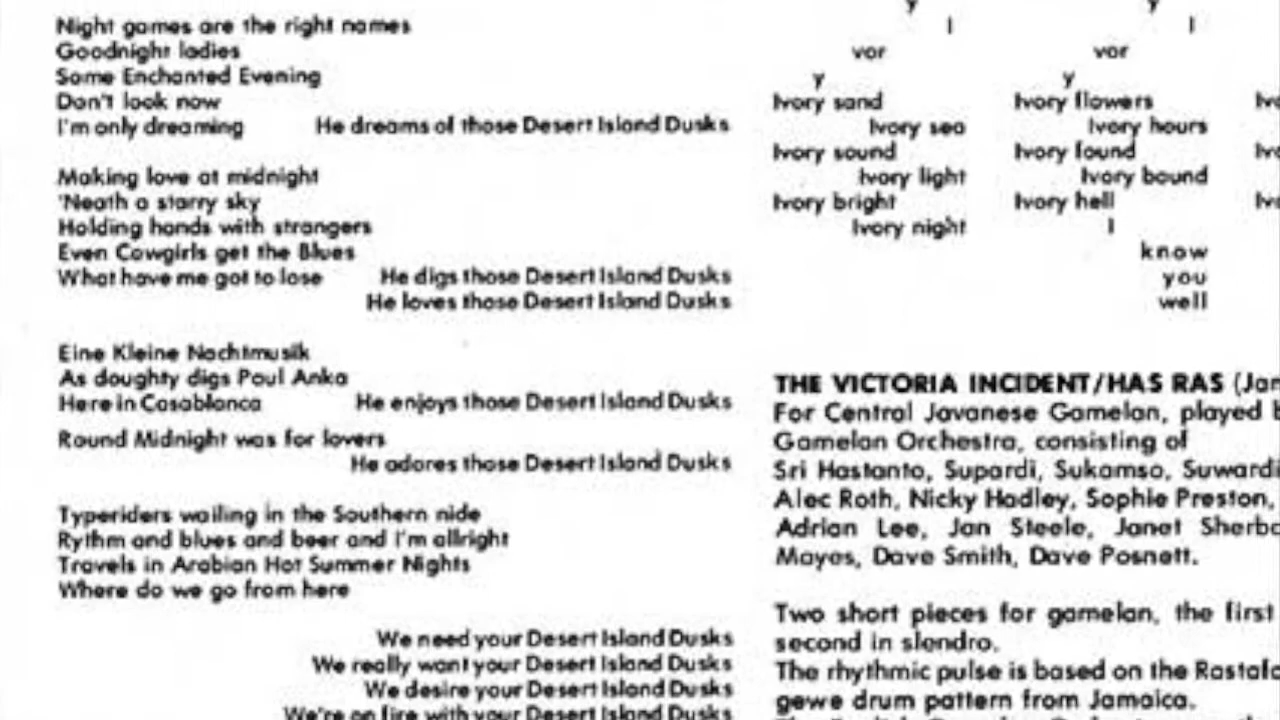 Night games are the right names
Goodnight ladies
Some Enchanted Evening
Don't look now
I'm only dreaming He dreams of those Desert Island Dusks
Making love at midnight
'Neath a starry sky
Holding hands with strangers
Even Cowgirls get the Blues
What have me got to lose He digs those Desert Island Dusks
He loves those Desert Island Dusks
Eine Kleine Nachtmusik
As doughty digs Paul Anka
Here in Casablanca He enjoys those Desert Island Dusks
Round Midnight was for lovers
He adores those Desert Island Dusks
Typeriders wailing in the Southern nide
Rythm and blues and beer and I'm allright
Travels in Arabian Hot Summer Nights
Where do we go from here
We need your Desert Island Dusks
We really want your Desert Island Dusks
We desire your Desert Island Dusks
We're on fire with your Desert Island Dusks
y
I
vor
y
Ivory sand
Ivory sea
Ivory sound
Ivory light
Ivory bright
Ivory night
y
I
vor
y
Ivory flowers
Ivory hours
Ivory found
Ivory bound
Ivory hell
I
know
you
well
THE VICTORIA INCIDENT/HAS RAS (Jan
For Central Javanese Gamelan, played b
Gamelan Orchestra, consisting of
Sri Hastanto, Supardi, Sukamso, Suwardi
Alec Roth, Nicky Hadley, Sophie Preston,
Adrian Lee, Jan Steele, Janet Sherbo
Mayes, Dave Smith, Dave Posnett.
Two short pieces for gamelan, the first
second in slendro.
The rhythmic pulse is based on the Rastafa
gewe drum pattern from Jamaica.